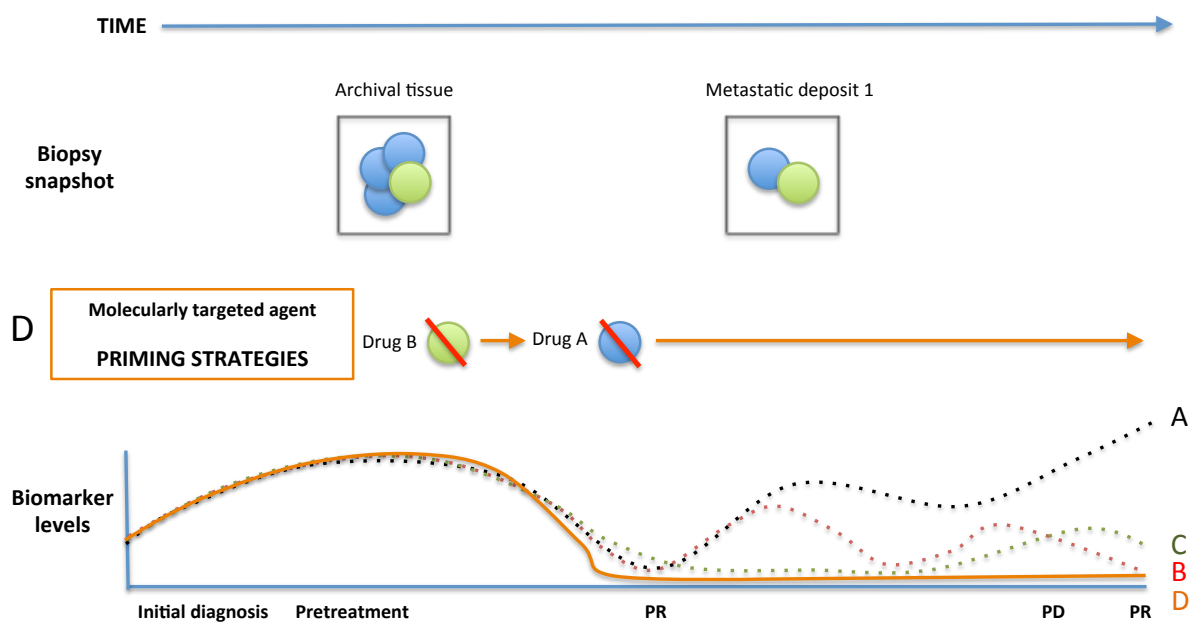 TIME
Archival tissue
Metastatic deposit 1
Biopsy
snapshot
D
Molecularly targeted agent
PRIMING STRATEGIES
Drug B
Drug A
A
Biomarker
levels
C
B
D
Initial diagnosis
Pretreatment
PR
PD
PR